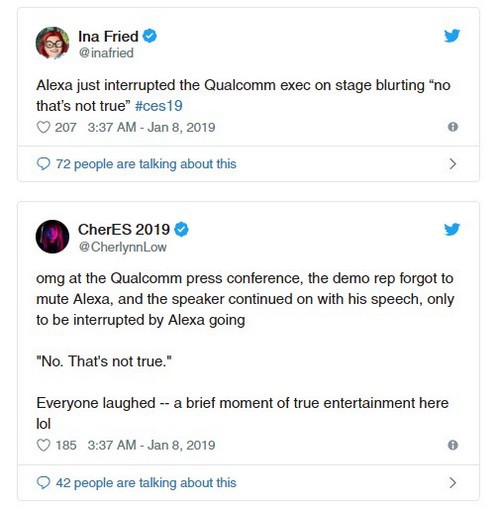 Ina Fried
@inafried
Alexa just interrupted the Qualcomm exec on stage blurting “no
that’s not true” #ces19
207 3:37 AM - Jan 8, 2019
72 people are talking about this
CherES 2019
@CherlynnLow
omg at the Qualcomm press conference, the demo rep forgot to
mute Alexa, and the speaker continued on with his speech, only
to be interrupted by Alexa going
"No. That's not true."
Everyone laughed -- a brief moment of true entertainment here
lol
185 3:37 AM - Jan 8, 2019
42 people are talking about this